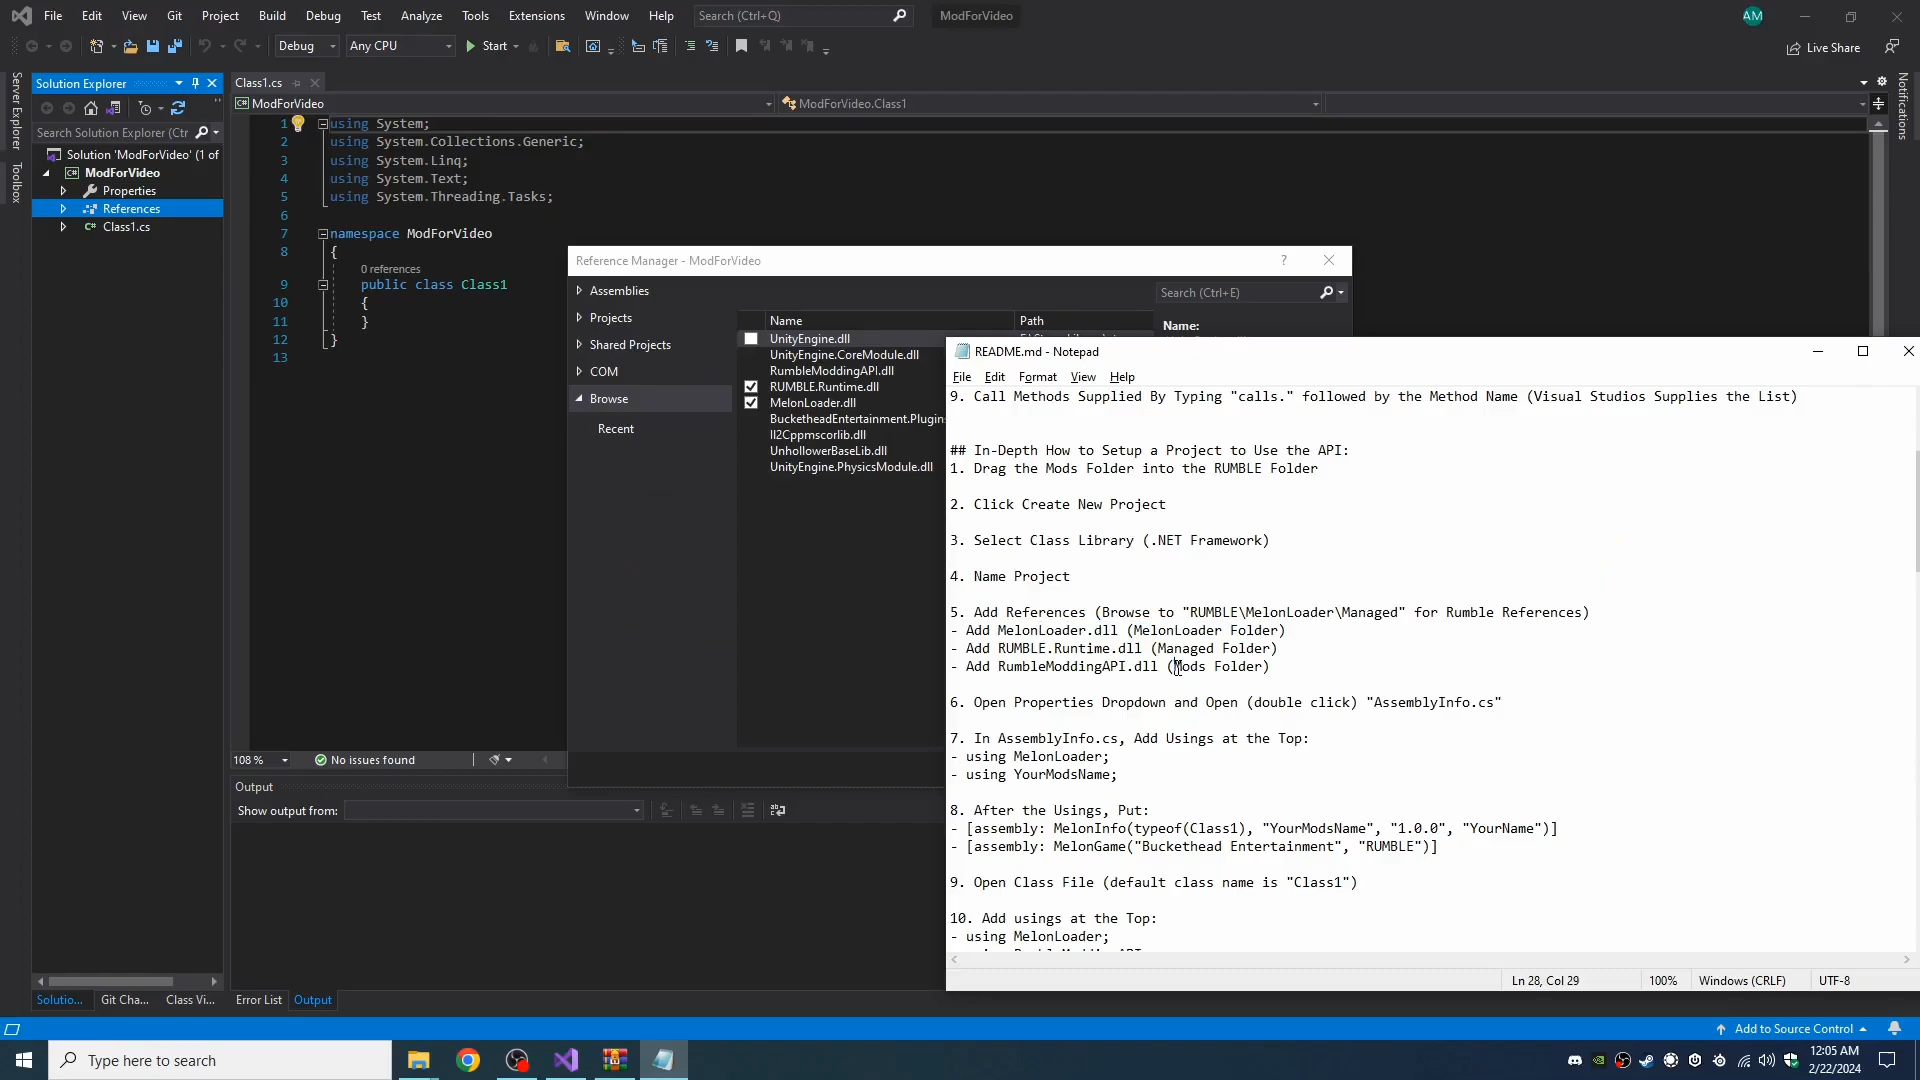 File Edit View Git Project Build Debug Test Analyze Tools Extensions Window Help Search (Ctrl+Q) ModForVideo AM
Debug Any CPU Start Live Share
Server Explorer
Toolbox
Solution Explorer
Search Solution Explorer (Ctr
Solution 'ModForVideo' (1 of
ModForVideo
Properties
References
Class1.cs
Class1.cs
ModForVideo ModForVideo.Class1
1 using System;
2 using System.Collections.Generic;
3 using System.Linq;
4 using System.Text;
5 using System.Threading.Tasks;
6
7 namespace ModForVideo
8 {
0 references
9 public class Class1
10 {
11 }
12 }
13
Notifications
Reference Manager - ModForVideo
Assemblies
Projects
Shared Projects
COM
Browse
Recent
Search (Ctrl+E)
Name Path
Name:
UnityEngine.dll
UnityEngine.CoreModule.dll
RumbleModdingAPI.dll
RUMBLE.Runtime.dll
MelonLoader.dll
BucketheadEntertainment.Plugin
Il2Cppmscorlib.dll
UnhollowerBaseLib.dll
UnityEngine.PhysicsModule.dll
README.md - Notepad
File Edit Format View Help
9. Call Methods Supplied By Typing "calls." followed by the Method Name (Visual Studios Supplies the List)
## In-Depth How to Setup a Project to Use the API:
1. Drag the Mods Folder into the RUMBLE Folder
2. Click Create New Project
3. Select Class Library (.NET Framework)
4. Name Project
5. Add References (Browse to "RUMBLE\MelonLoader\Managed" for Rumble References)
- Add MelonLoader.dll (MelonLoader Folder)
- Add RUMBLE.Runtime.dll (Managed Folder)
- Add RumbleModdingAPI.dll (Mods Folder)
6. Open Properties Dropdown and Open (double click) "AssemblyInfo.cs"
7. In AssemblyInfo.cs, Add Usings at the Top:
- using MelonLoader;
- using YourModsName;
8. After the Usings, Put:
- [assembly: MelonInfo(typeof(Class1), "YourModsName", "1.0.0", "YourName")]
- [assembly: MelonGame("Buckethead Entertainment", "RUMBLE")]
9. Open Class File (default class name is "Class1")
10. Add usings at the Top:
- using MelonLoader;
Ln 28, Col 29 100% Windows (CRLF) UTF-8
108 % No issues found
Output
Show output from:
Solutio... Git Cha... Class Vi... Error List Output
Add to Source Control
Type here to search
12:05 AM
2/22/2024